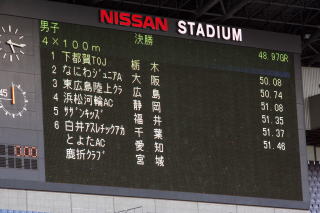 NISSAN STADIUM
男子 決勝
4×100m 48.97GR
1 下都賀TOJ 栃木
2 なにわジュニアA 大阪 50.08
3 東広島陸上クラ 広島 50.74
4 浜松河輪AC 静岡 51.08
5 サザンキッズ 福井 51.35
6 白井アスレチックアカ 千葉 51.37
とよたAC 愛知 51.46
鹿折クラブ 宮城
45